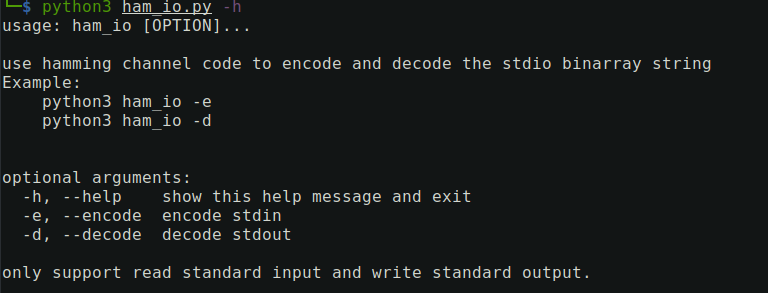 └─$ python3 ham_io.py -h
usage: ham_io [OPTION]...
use hamming channel code to encode and decode the stdio binarray string
Example:
    python3 ham_io -e
    python3 ham_io -d
optional arguments:
  -h, --help    show this help message and exit
  -e, --encode  encode stdin
  -d, --decode  decode stdout
only support read standard input and write standard output.